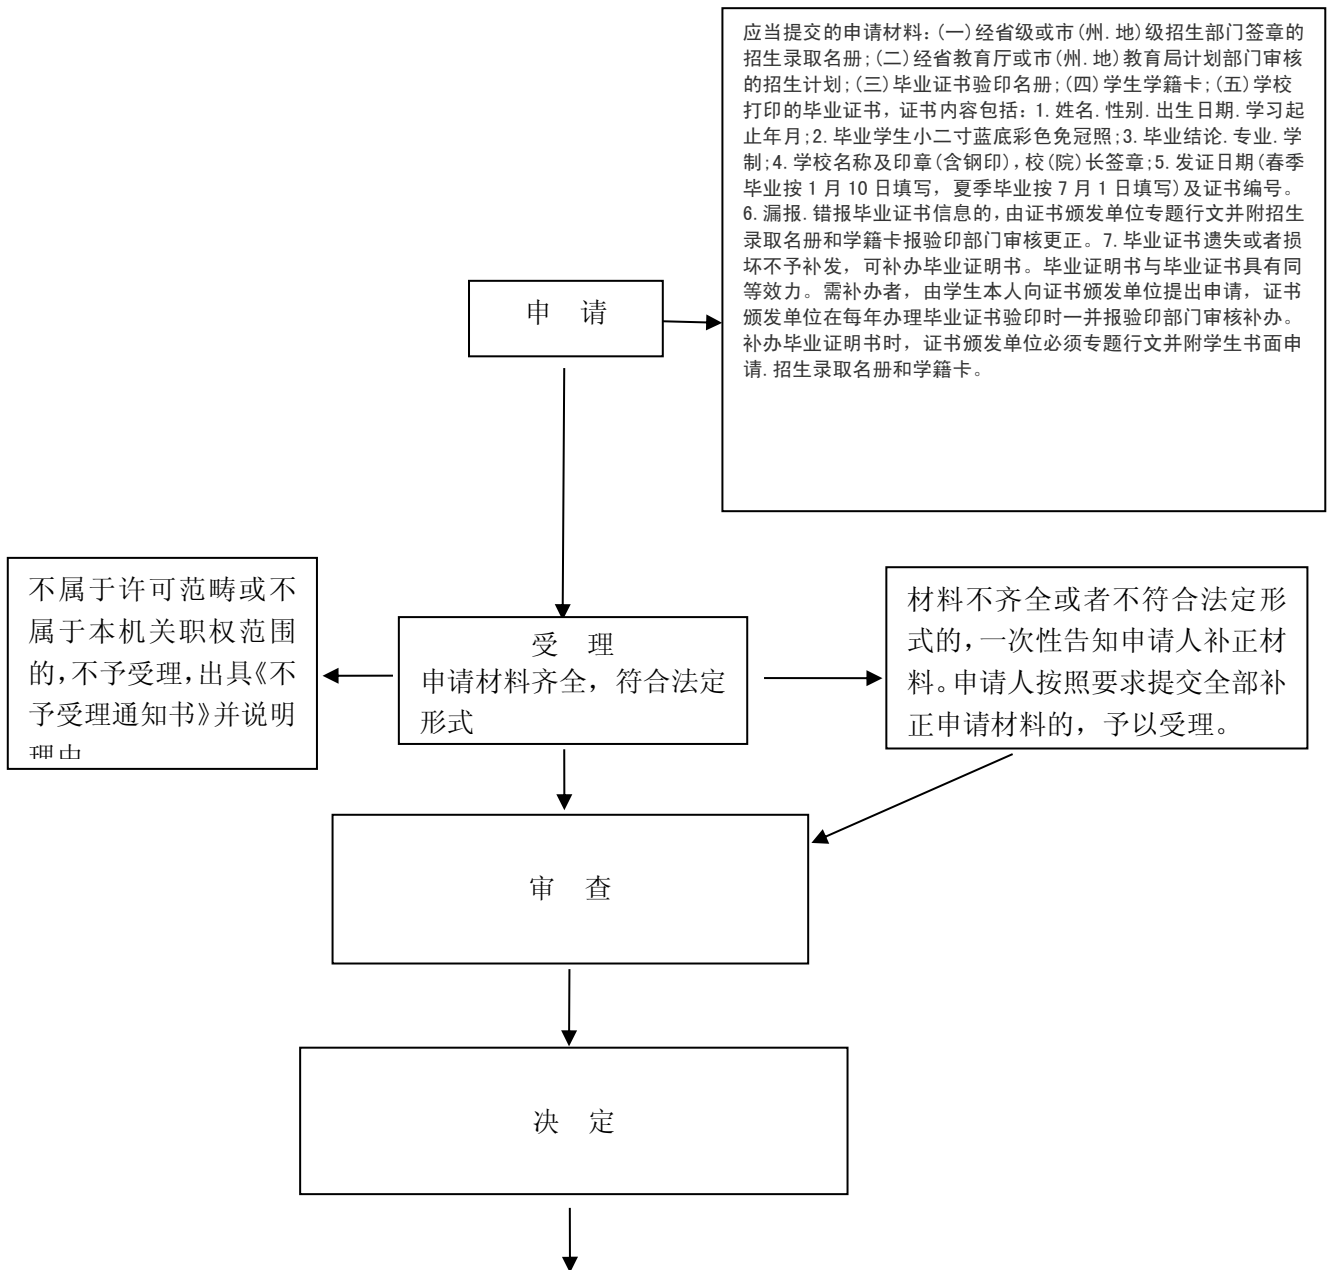 应当提交的申请材料：(一)经省级或市(州.地)级招生部门签章的
招生录取名册；(二)经省教育厅或市(州.地)教育局计划部门审核
的招生计划；(三)毕业证书验印名册；(四)学生学籍卡；(五)学校
打印的毕业证书，证书内容包括：1.姓名.性别.出生日期.学习起
止年月；2.毕业学生小二寸蓝底彩色免冠照；3.毕业结论.专业.学
制；4.学校名称及印章(含钢印)，校(院)长签章；5.发证日期(春季
毕业按1月10日填写，夏季毕业按7月1日填写)及证书编号。
6.漏报.错报毕业证书信息的，由证书颁发单位专题行文并附招生
录取名册和学籍卡报验印部门审核更正。7.毕业证书遗失或者损
坏不予补发，可补办毕业证明书。毕业证明书与毕业证书具有同
等效力。需补办者，由学生本人向证书颁发单位提出申请，证书
颁发单位在每年办理毕业证书验印时一并报验印部门审核补办。
补办毕业证明书时，证书颁发单位必须专题行文并附学生书面申
请.招生录取名册和学籍卡。
申 请
不属于许可范畴或不
属于本机关职权范围
的，不予受理，出具《不
予受理通知书》并说明
理由
受 理
申请材料齐全，符合法定
形式
材料不齐全或者不符合法定形
式的，一次性告知申请人补正材
料。申请人按照要求提交全部补
正申请材料的，予以受理。
审 查
决 定